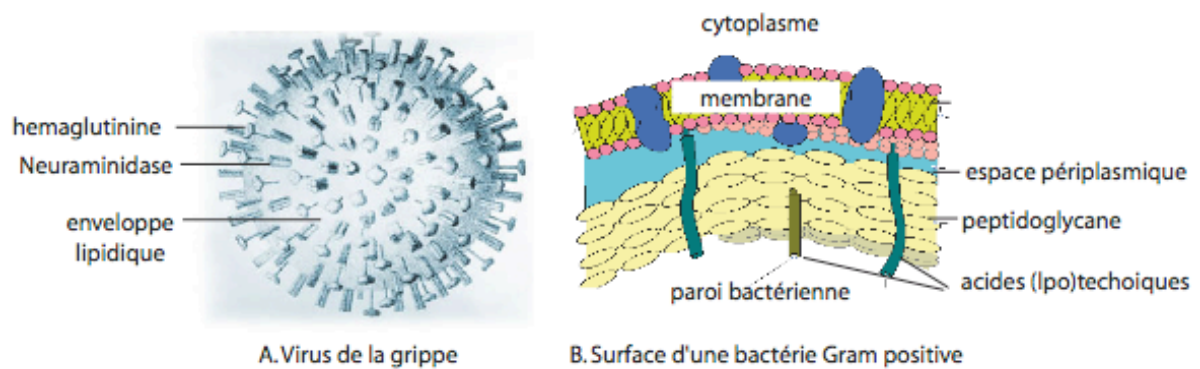 hemaglutinine
Neuraminidase
enveloppe
lipidique
A. Virus de la grippe
cytoplasme
membrane
espace périplasmique
peptidoglycane
acides (lpo)techoiques
paroi bactérienne
B. Surface d'une bactérie Gram positive